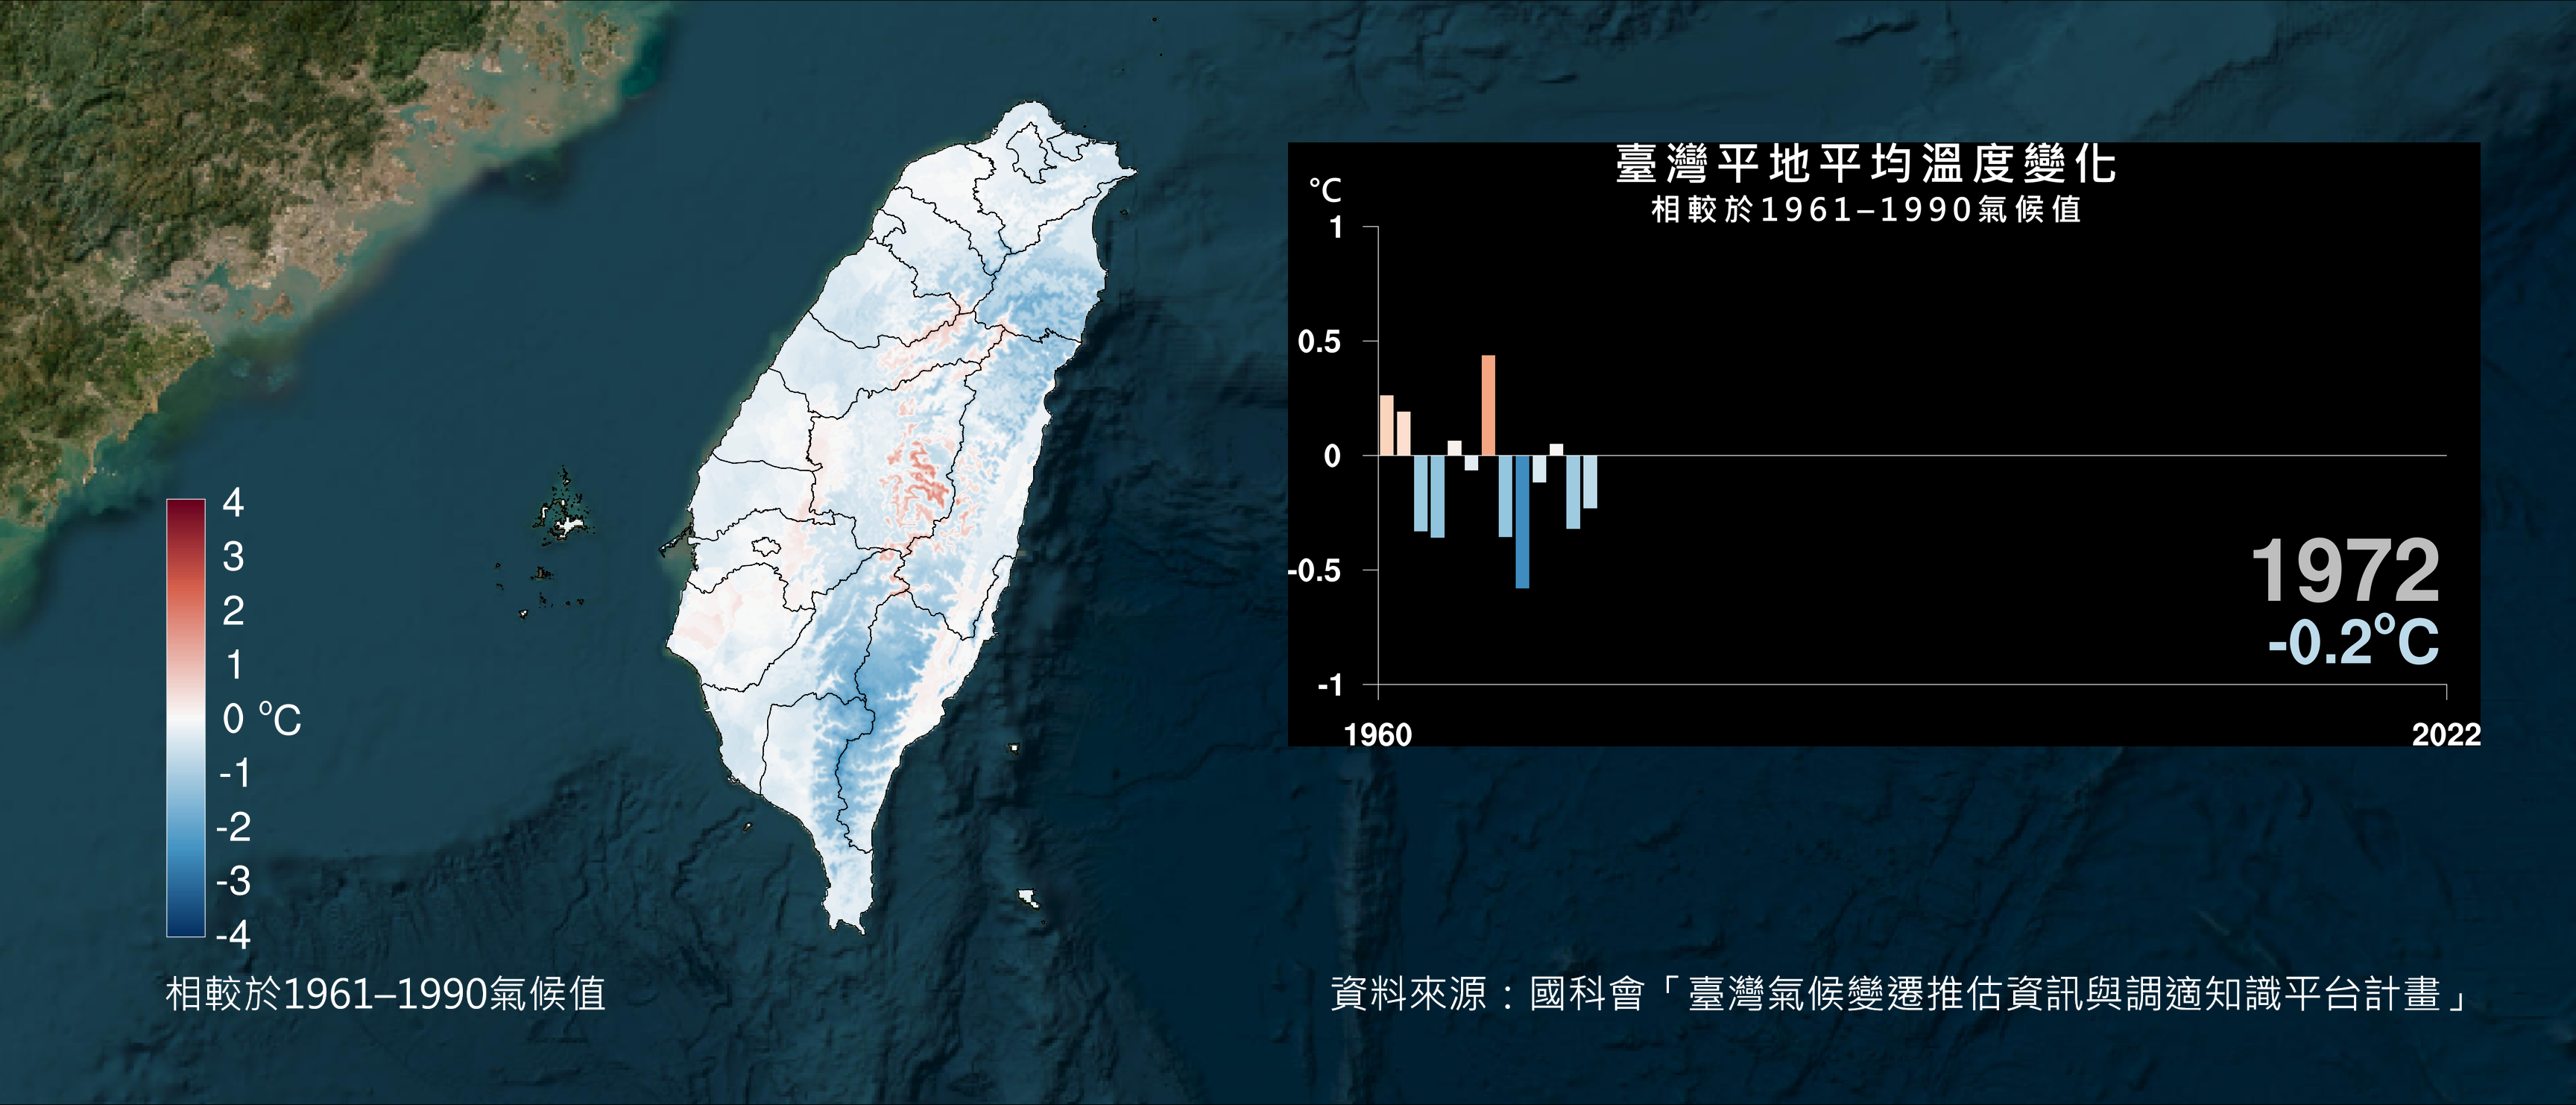 臺灣平地平均溫度變化
相較於1961–1990氣候值
°C
1
0.5
0
-0.5
-1
1960
2022
1972
-0.2°C
4
3
2
1
0 °C
-1
-2
-3
-4
相較於1961–1990氣候值
資料來源：國科會「臺灣氣候變遷推估資訊與調適知識平台計畫」